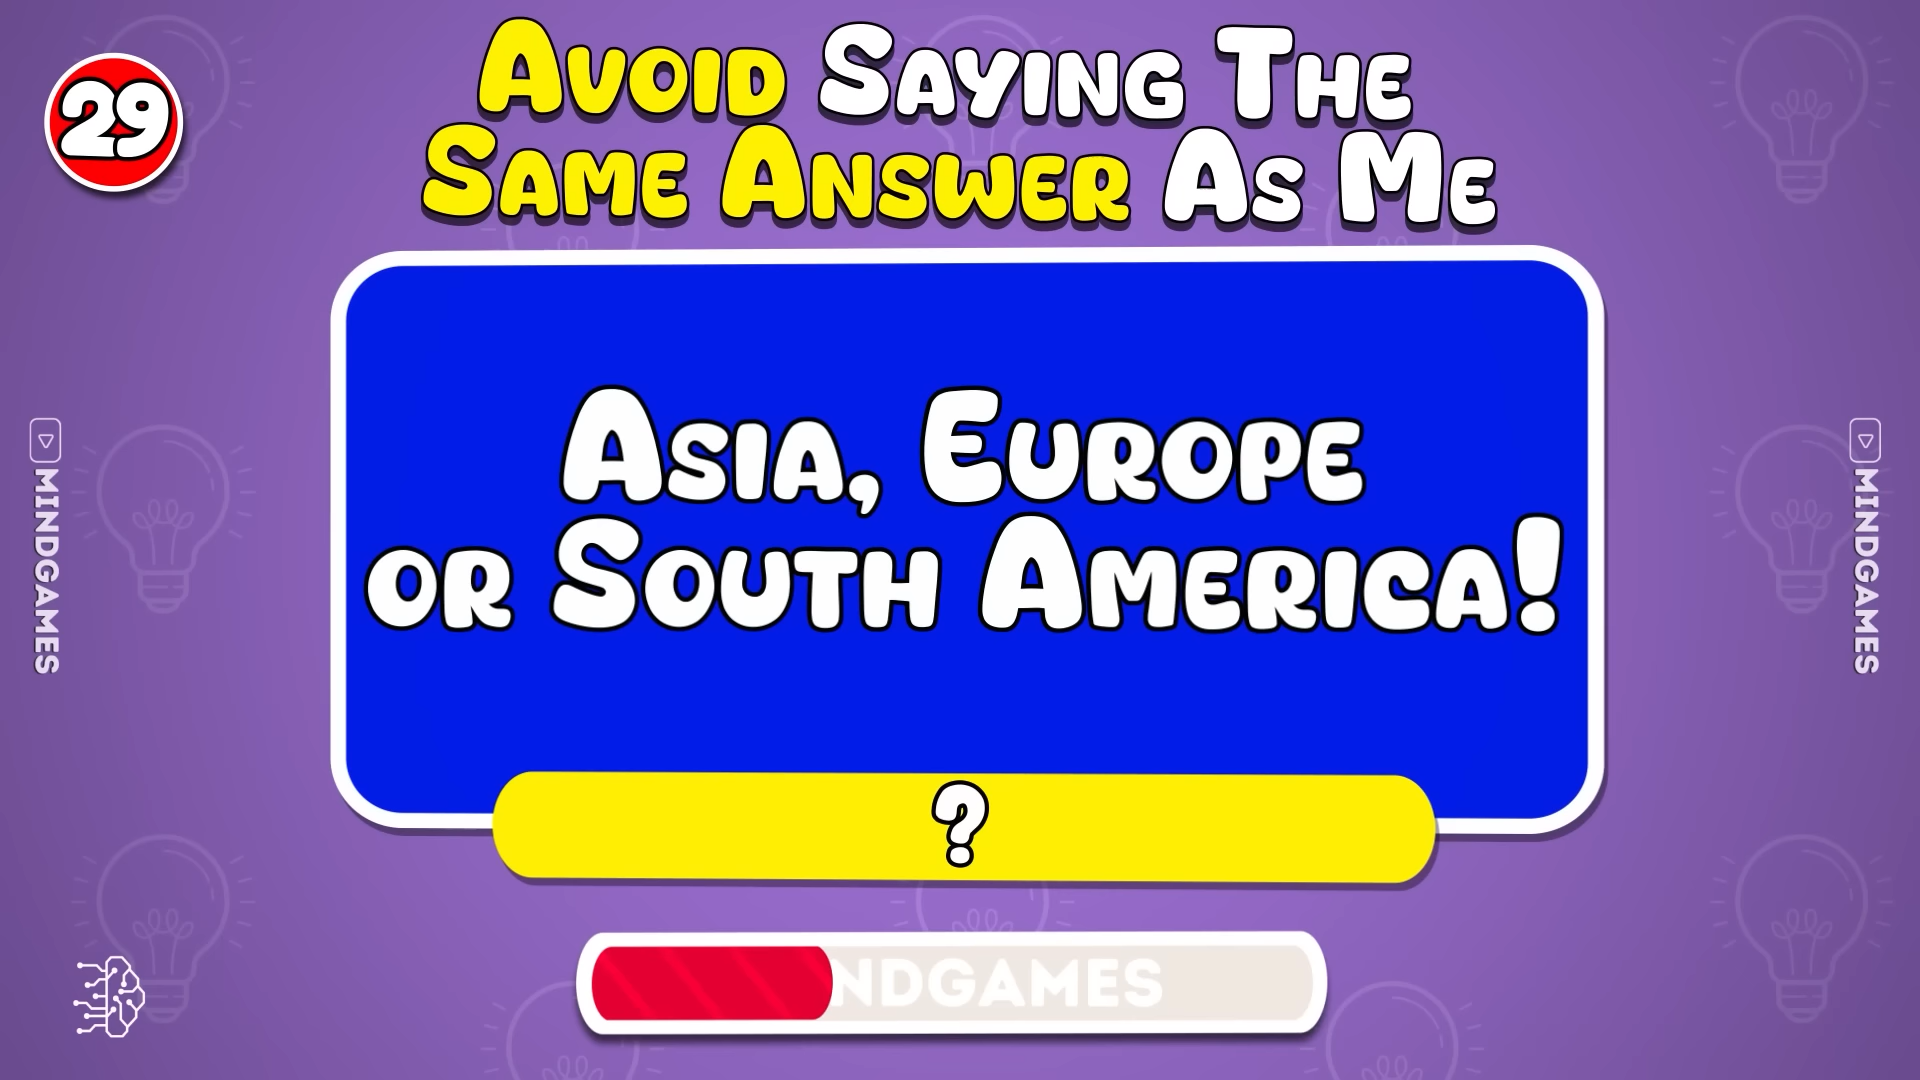 29
Avoid Saying The
Same Answer As Me
Asia, Europe
or South America!
?
NDGAMES
MINDGAMES
MINDGAMES